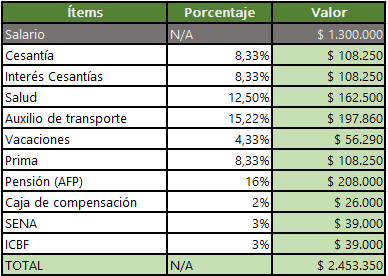 Ítems Porcentaje Valor
Salario N/A $ 1.300.000
Cesantía 8,33% $ 108.250
Interés Cesantías 8,33% $ 108.250
Salud 12,50% $ 162.500
Auxilio de transporte 15,22% $ 197.860
Vacaciones 4,33% $ 56.290
Prima 8,33% $ 108.250
Pensión (AFP) 16% $ 208.000
Caja de compensación 2% $ 26.000
SENA 3% $ 39.000
ICBF 3% $ 39.000
TOTAL N/A $ 2.453.350